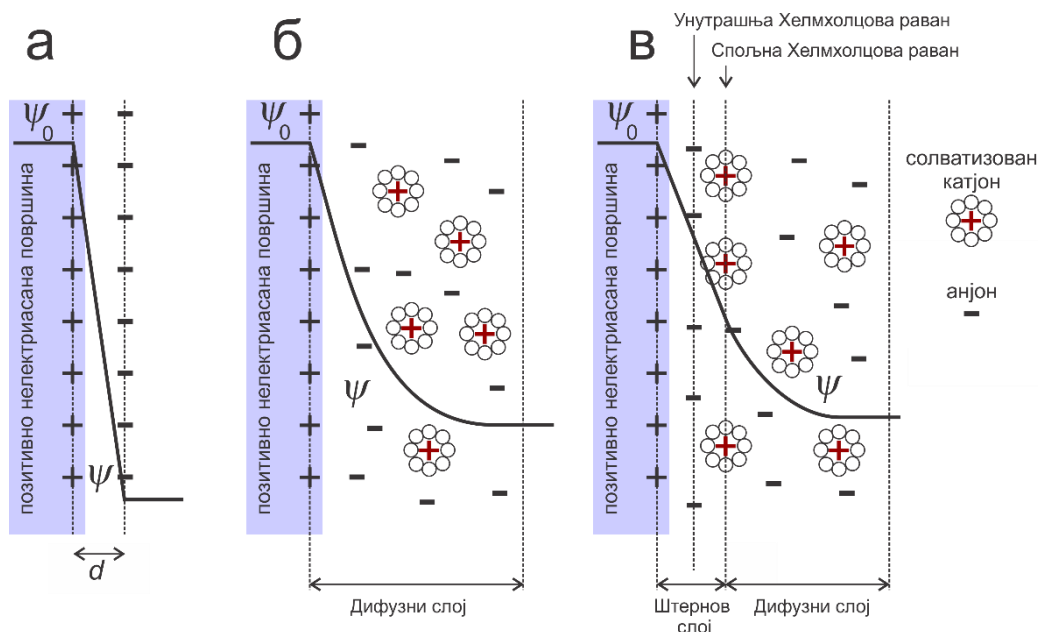 а
б
в
Унутрашња Хелмхолцова раван
Спољна Хелмхолцова раван
ψ0
ψ0
ψ0
позитивно нелектриасана површина
позитивно нелектриасана површина
позитивно нелектриасана површина
солватизован
катјон
анјон
ψ
ψ
ψ
d
Дифузни слој
Штернов
слој
Дифузни слој